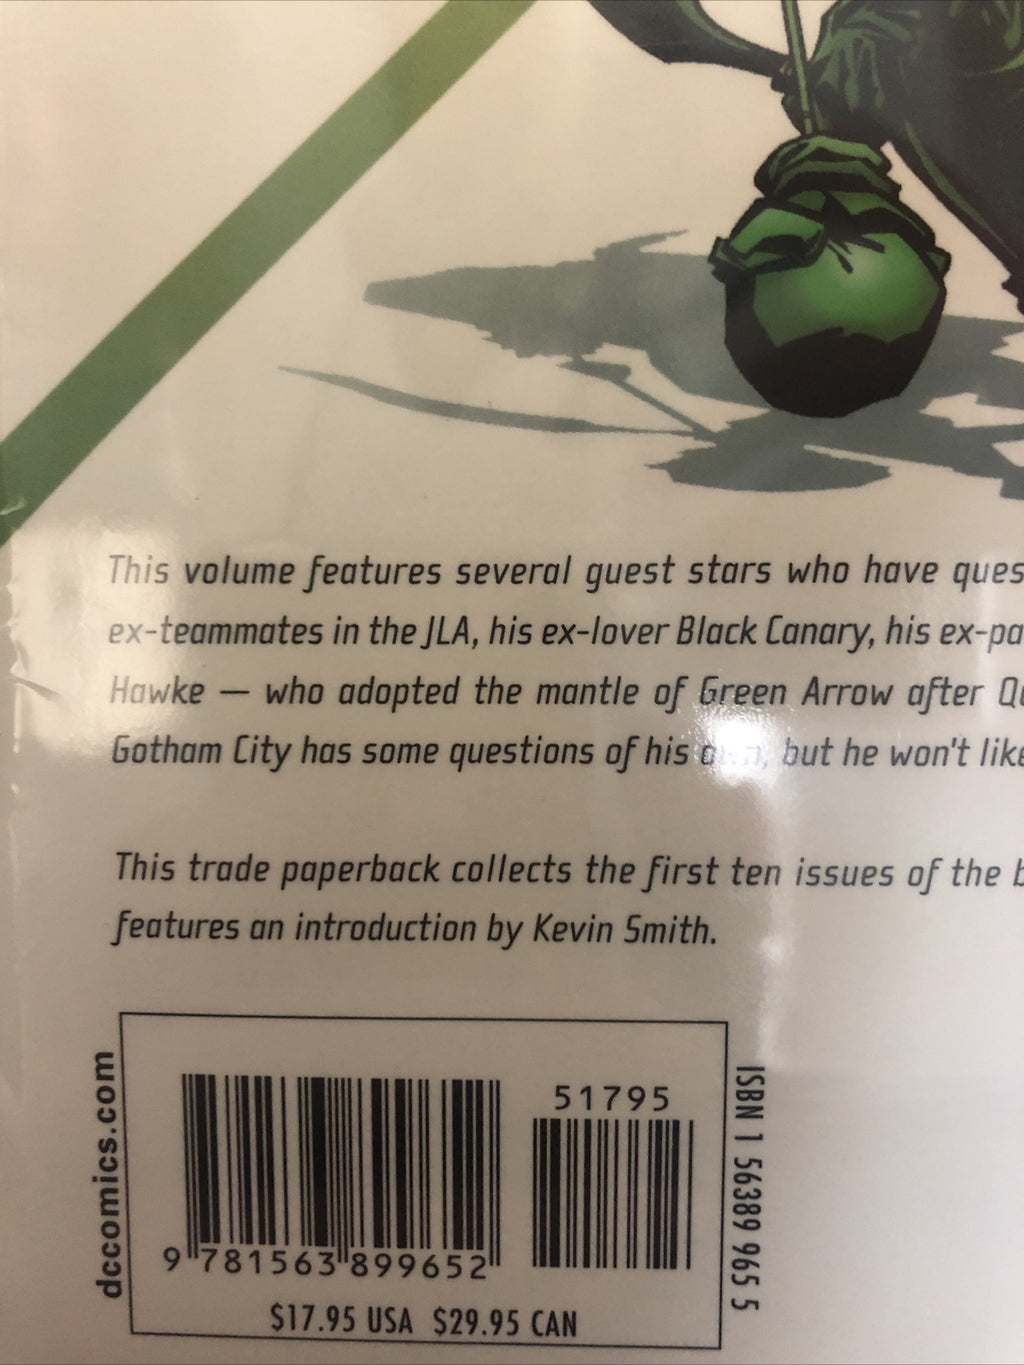 This volume features several guest stars who have ques
ex-teammates in the JLA, his ex-lover Black Canary, his ex-pa
Hawke — who adopted the mantle of Green Arrow after Qu
Gotham City has some questions of his own, but he won't like
This trade paperback collects the first ten issues of the b
features an introduction by Kevin Smith.
dccomics.com
51795
9 781563 899652
ISBN 1 56389 965 5
$17.95 USA $29.95 CAN